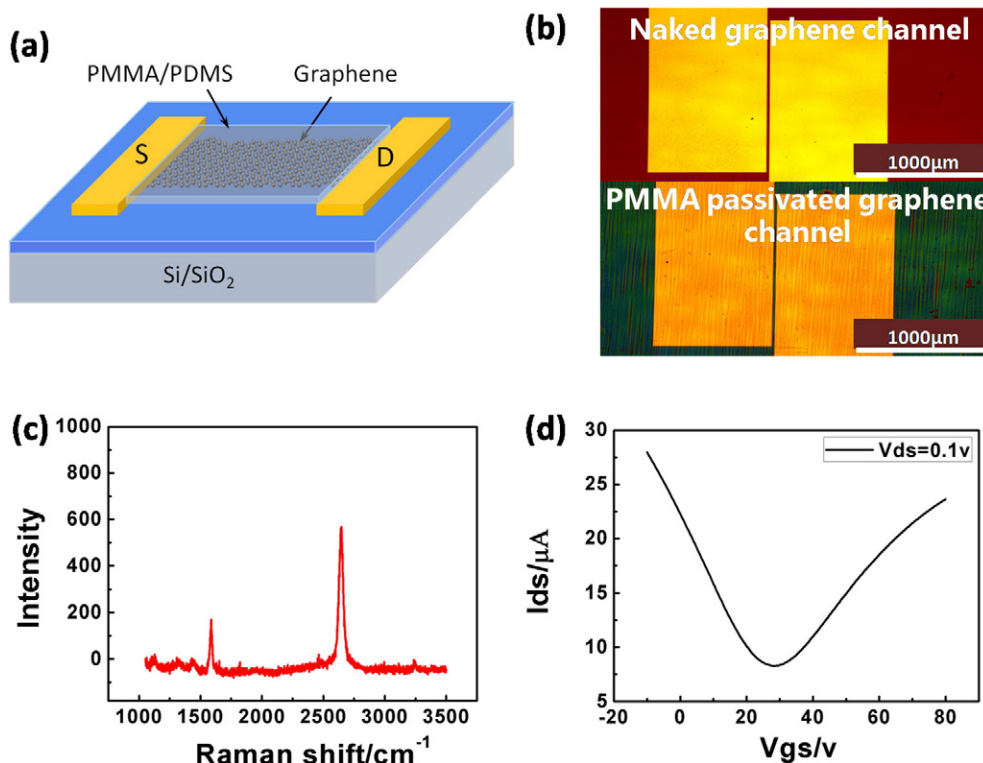 (a)
PMMA/PDMS
Graphene
S
D
Si/SiO₂
(b)
Naked graphene channel
1000μm
PMMA passivated graphene
channel
1000μm
(c)
1000
800
600
400
200
0
Intensity
1000 1500 2000 2500 3000 3500
Raman shift/cm⁻¹
(d)
30
25
20
15
10
5
Ids/μA
Vds=0.1v
-20 0 20 40 60 80
Vgs/v